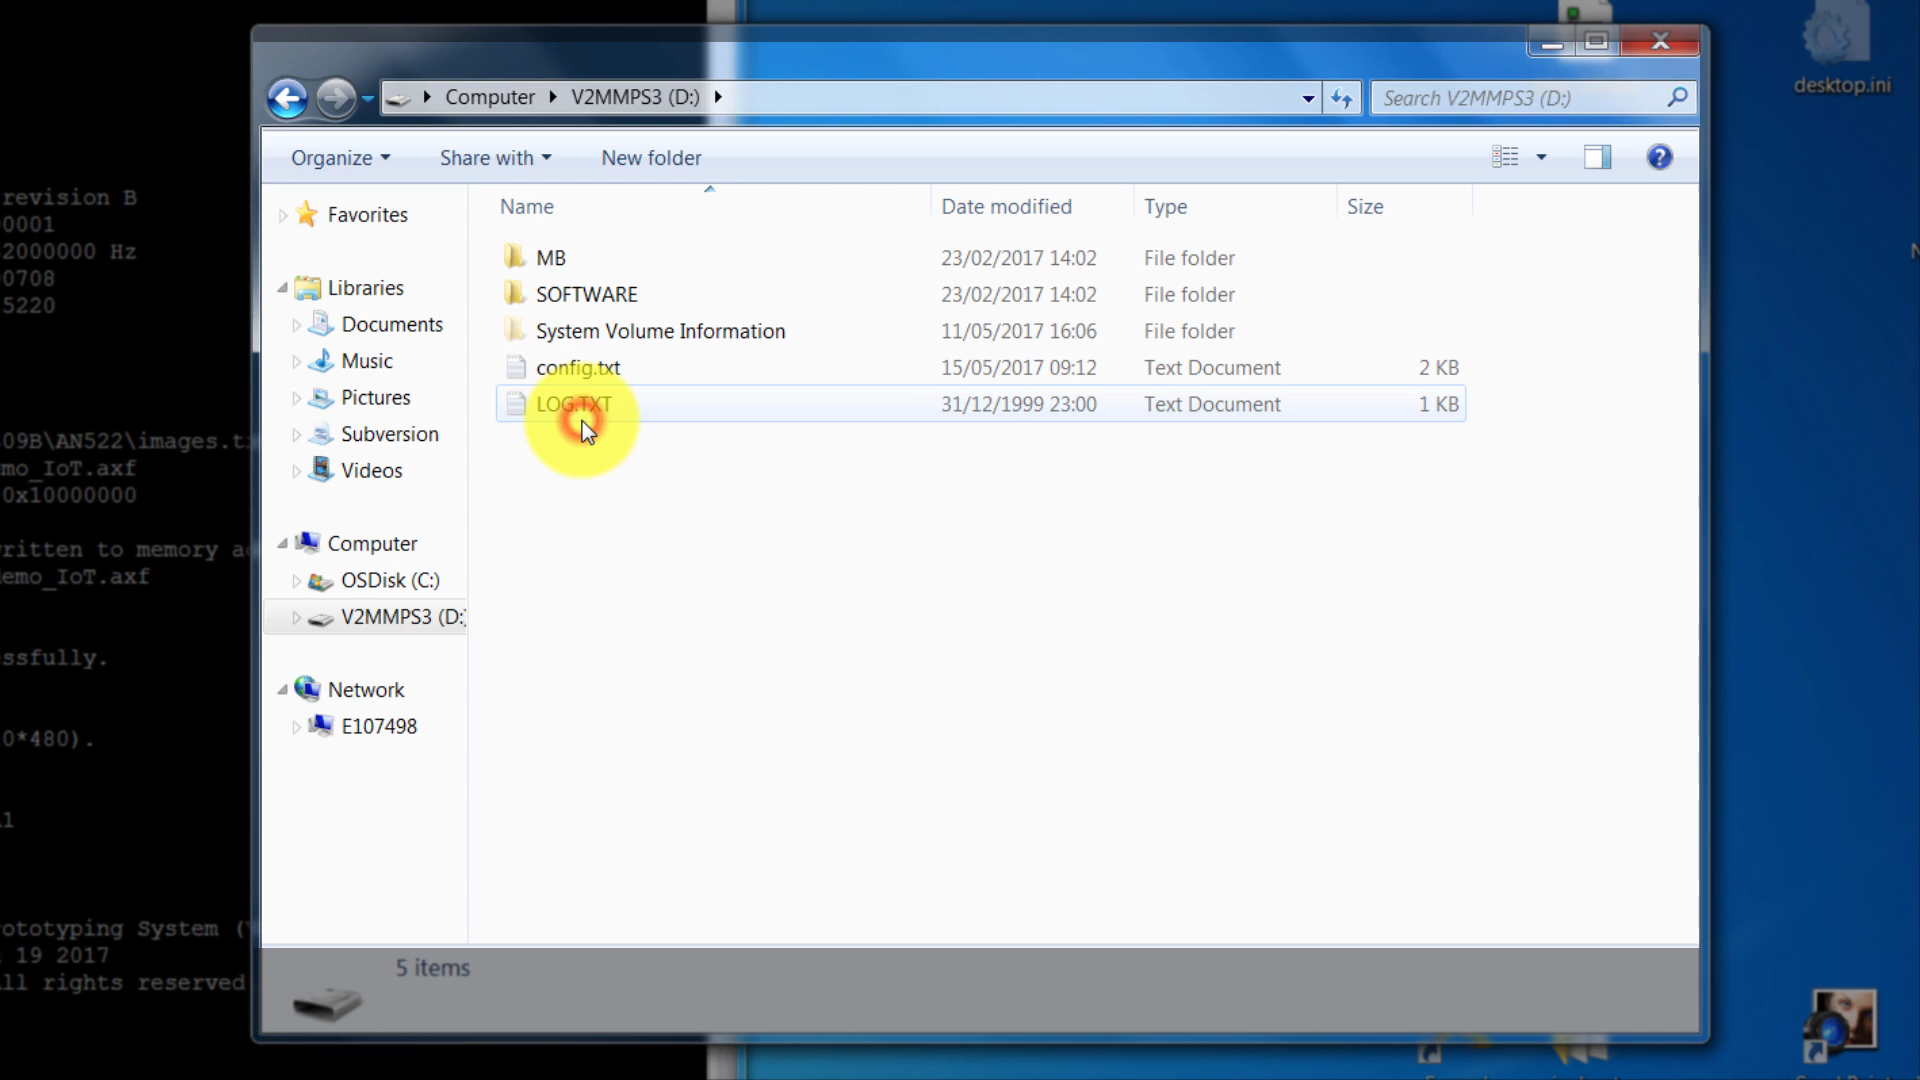 desktop.ini
Computer
V2MMPS3 (D:)
Search V2MMPS3 (D:)
Organize
Share with
New folder
Favorites
Libraries
Documents
Music
Pictures
Subversion
Videos
Computer
OSDisk (C:)
V2MMPS3 (D:
Network
E107498
Name Date modified Type Size
MB 23/02/2017 14:02 File folder
SOFTWARE 23/02/2017 14:02 File folder
System Volume Information 11/05/2017 16:06 File folder
config.txt 15/05/2017 09:12 Text Document 2 KB
LOG.TXT 31/12/1999 23:00 Text Document 1 KB
5 items
revision B
0001
2000000 Hz
0708
5220
09B\AN522\images.t
mo_IoT.axf
0x10000000
ritten to memory a
emo_IoT.axf
ssfully.
0*480).
1
ototyping System (
19 2017
ll rights reserved